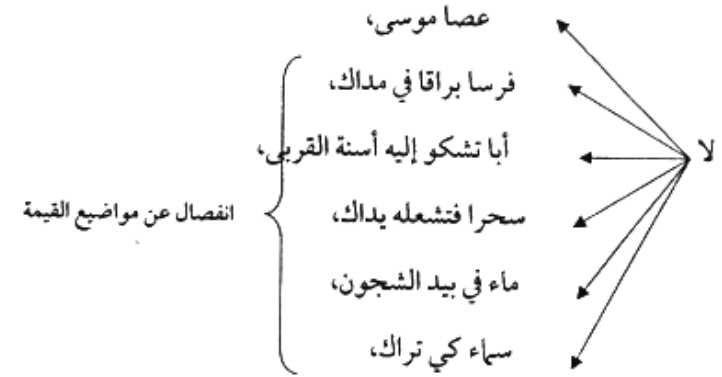 عصا موسى،
فرسا براقا في مداك،
لا
أبا تشكو إليه أسنة القربى،
سحرا فتشعله يداك،
انفصال عن مواضيع القيمة
ماء في بيد الشجون،
سماء كي تراك،